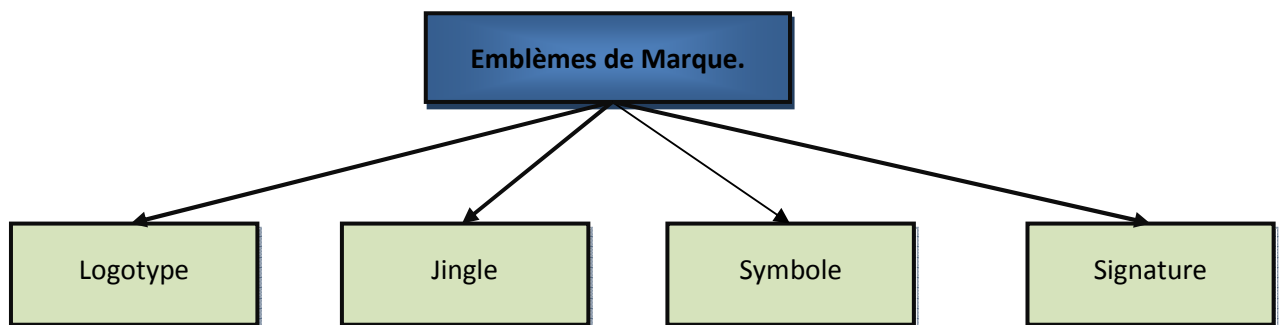 Emblèmes de Marque.
Logotype
Jingle
Symbole
Signature